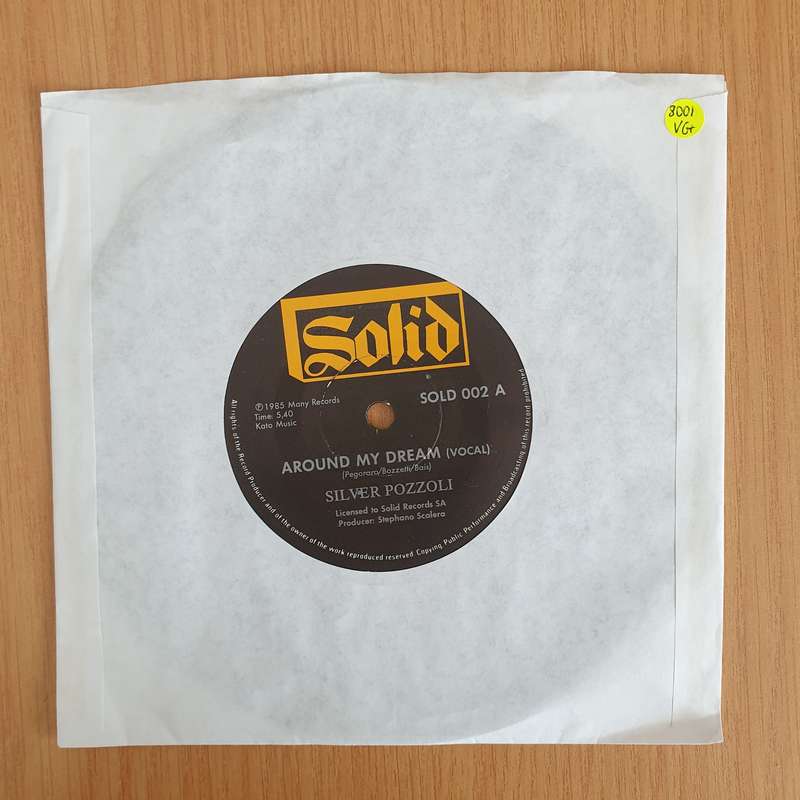 8001
VG+
Solid
℗1985 Many Records
Time: 5,40
Kato Music
SOLD 002 A
AROUND MY DREAM (VOCAL)
(Pegoraro/Bozzetti/Bais)
SILVER POZZOLI
Licensed to Solid Records SA
Producer: Stephano Scalera
All rights of the Record Producer and of the owner of the work reproduced reserved Copying, Public Performance and Broadcasting of this record prohibited